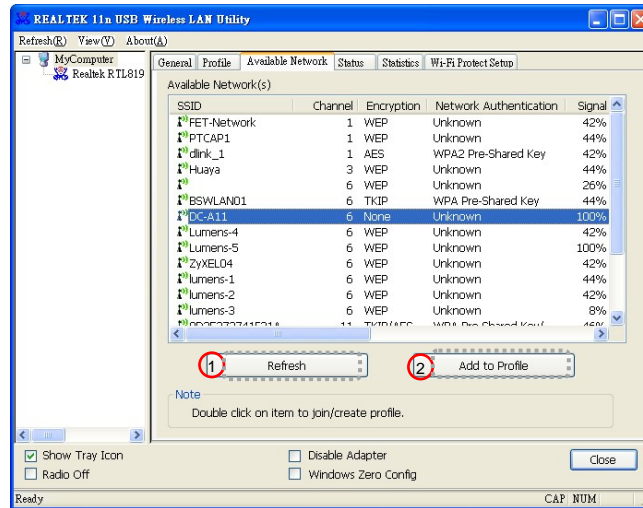 REALTEK 11n USB Wireless LAN Utility
Refresh(R) View(V) About(A)
MyComputer
Realtek RTL819
General Profile Available Network Status Statistics Wi-Fi Protect Setup
Available Network(s)
SSID Channel Encryption Network Authentication Signal
FET-Network 1 WEP Unknown 42%
PTCAP1 1 WEP Unknown 44%
dlink_1 1 AES WPA2 Pre-Shared Key 42%
Huaya 3 WEP Unknown 44%
6 WEP Unknown 26%
BSWLAN01 6 TKIP WPA Pre-Shared Key 44%
DC-A11 6 None Unknown 100%
Lumens-4 6 WEP Unknown 42%
Lumens-5 6 WEP Unknown 100%
ZyXEL04 6 WEP Unknown 42%
lumens-1 6 WEP Unknown 44%
lumens-2 6 WEP Unknown 42%
lumens-3 6 WEP Unknown 8%
1 Refresh 2 Add to Profile
Note
Double click on item to join/create profile.
Show Tray Icon Disable Adapter Close
Radio Off Windows Zero Config
Ready CAP NUM